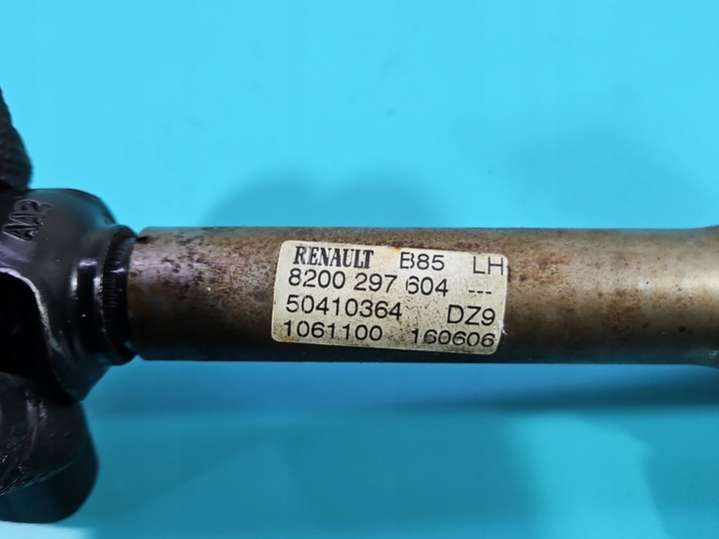 RENAULT B85 LH
8200 297 604 ---
50410364 DZ9
1061100 160606